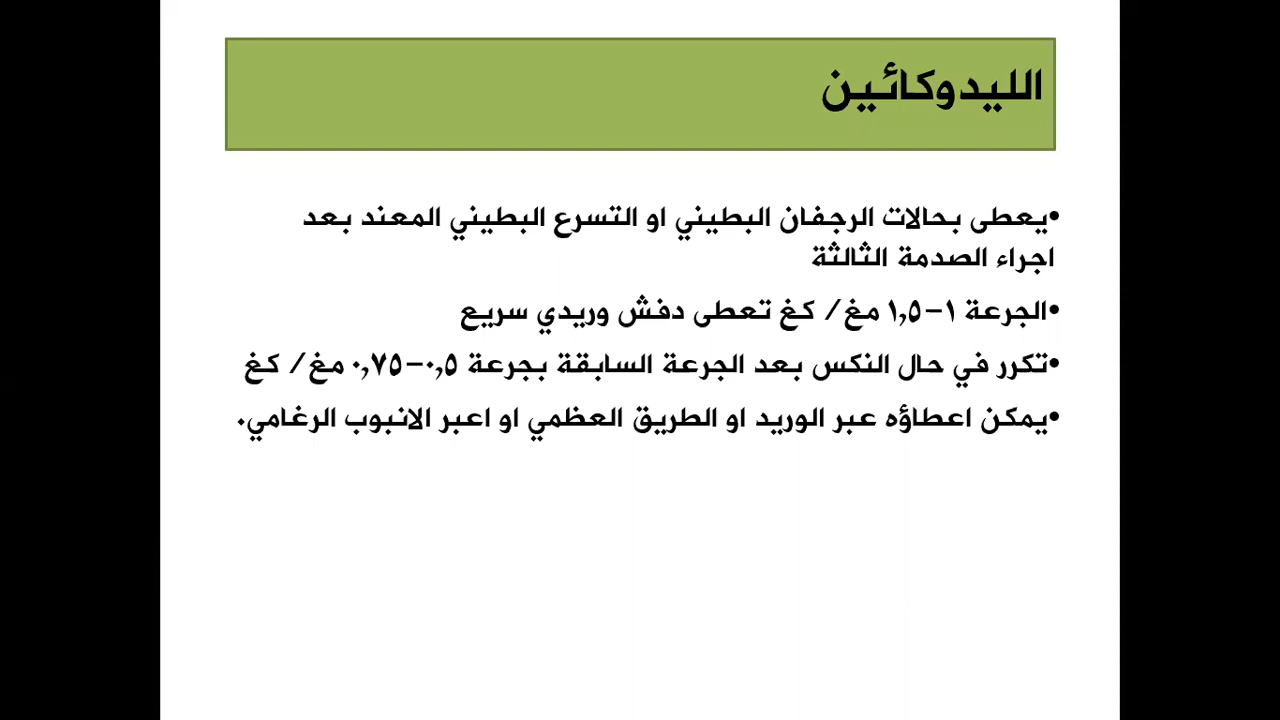 الليدوكائين
•يعطى بحالات الرجفان البطيني او التسرع البطيني المعند بعد
اجراء الصدمة الثالثة
•الجرعة ١-١,٥ مغ/ كغ تعطى دفش وريدي سريع
•تكرر في حال النكس بعد الجرعة السابقة بجرعة ٠,٥-٠,٧٥ مغ/ كغ
•يمكن اعطاؤه عبر الوريد او الطريق العظمي او اعبر الانبوب الرغامي.